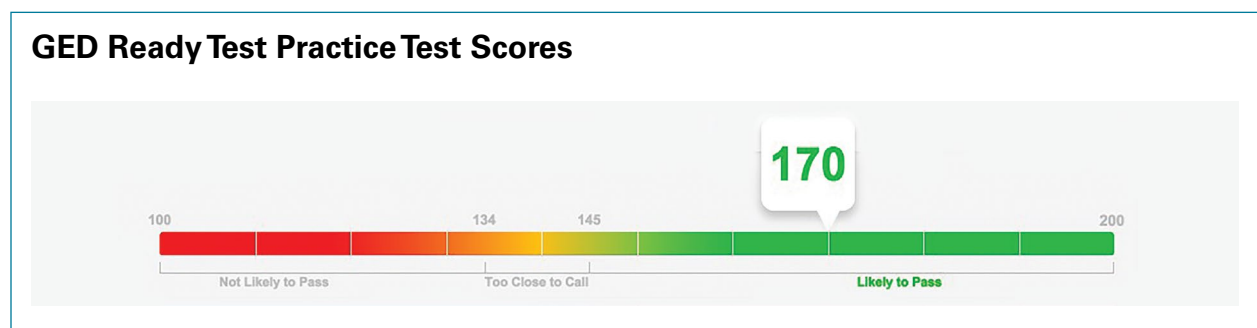 GED Ready Test Practice Test Scores
170
100 134 145 200
Not Likely to Pass Too Close to Call Likely to Pass